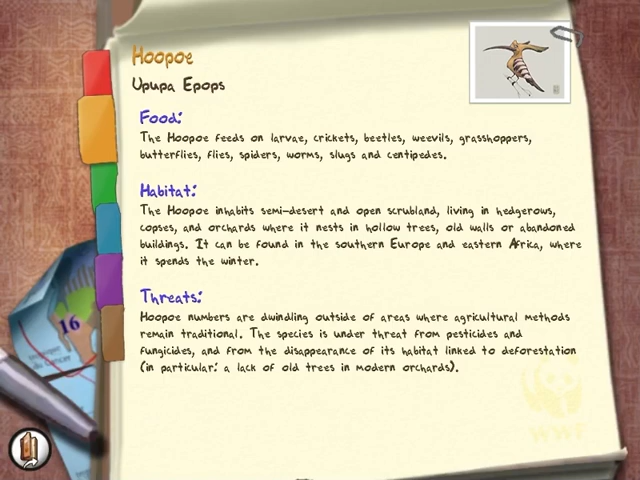 Hoopoe
Upupa Epops
Food:
The Hoopoe feeds on larvae, crickets, beetles, weevils, grasshoppers,
butterflies, flies, spiders, worms, slugs and centipedes.
Habitat:
The Hoopoe inhabits semi-desert and open scrubland, living in hedgerows,
copses, and orchards where it nests in hollow trees, old walls or abandoned
buildings. It can be found in the southern Europe and eastern Africa, where
it spends the winter.
Threats:
Hoopoe numbers are dwindling outside of areas where agricultural methods
remain traditional. The species is under threat from pesticides and
fungicides, and from the disappearance of its habitat linked to deforestation
(in particular: a lack of old trees in modern orchards).
16
WWF